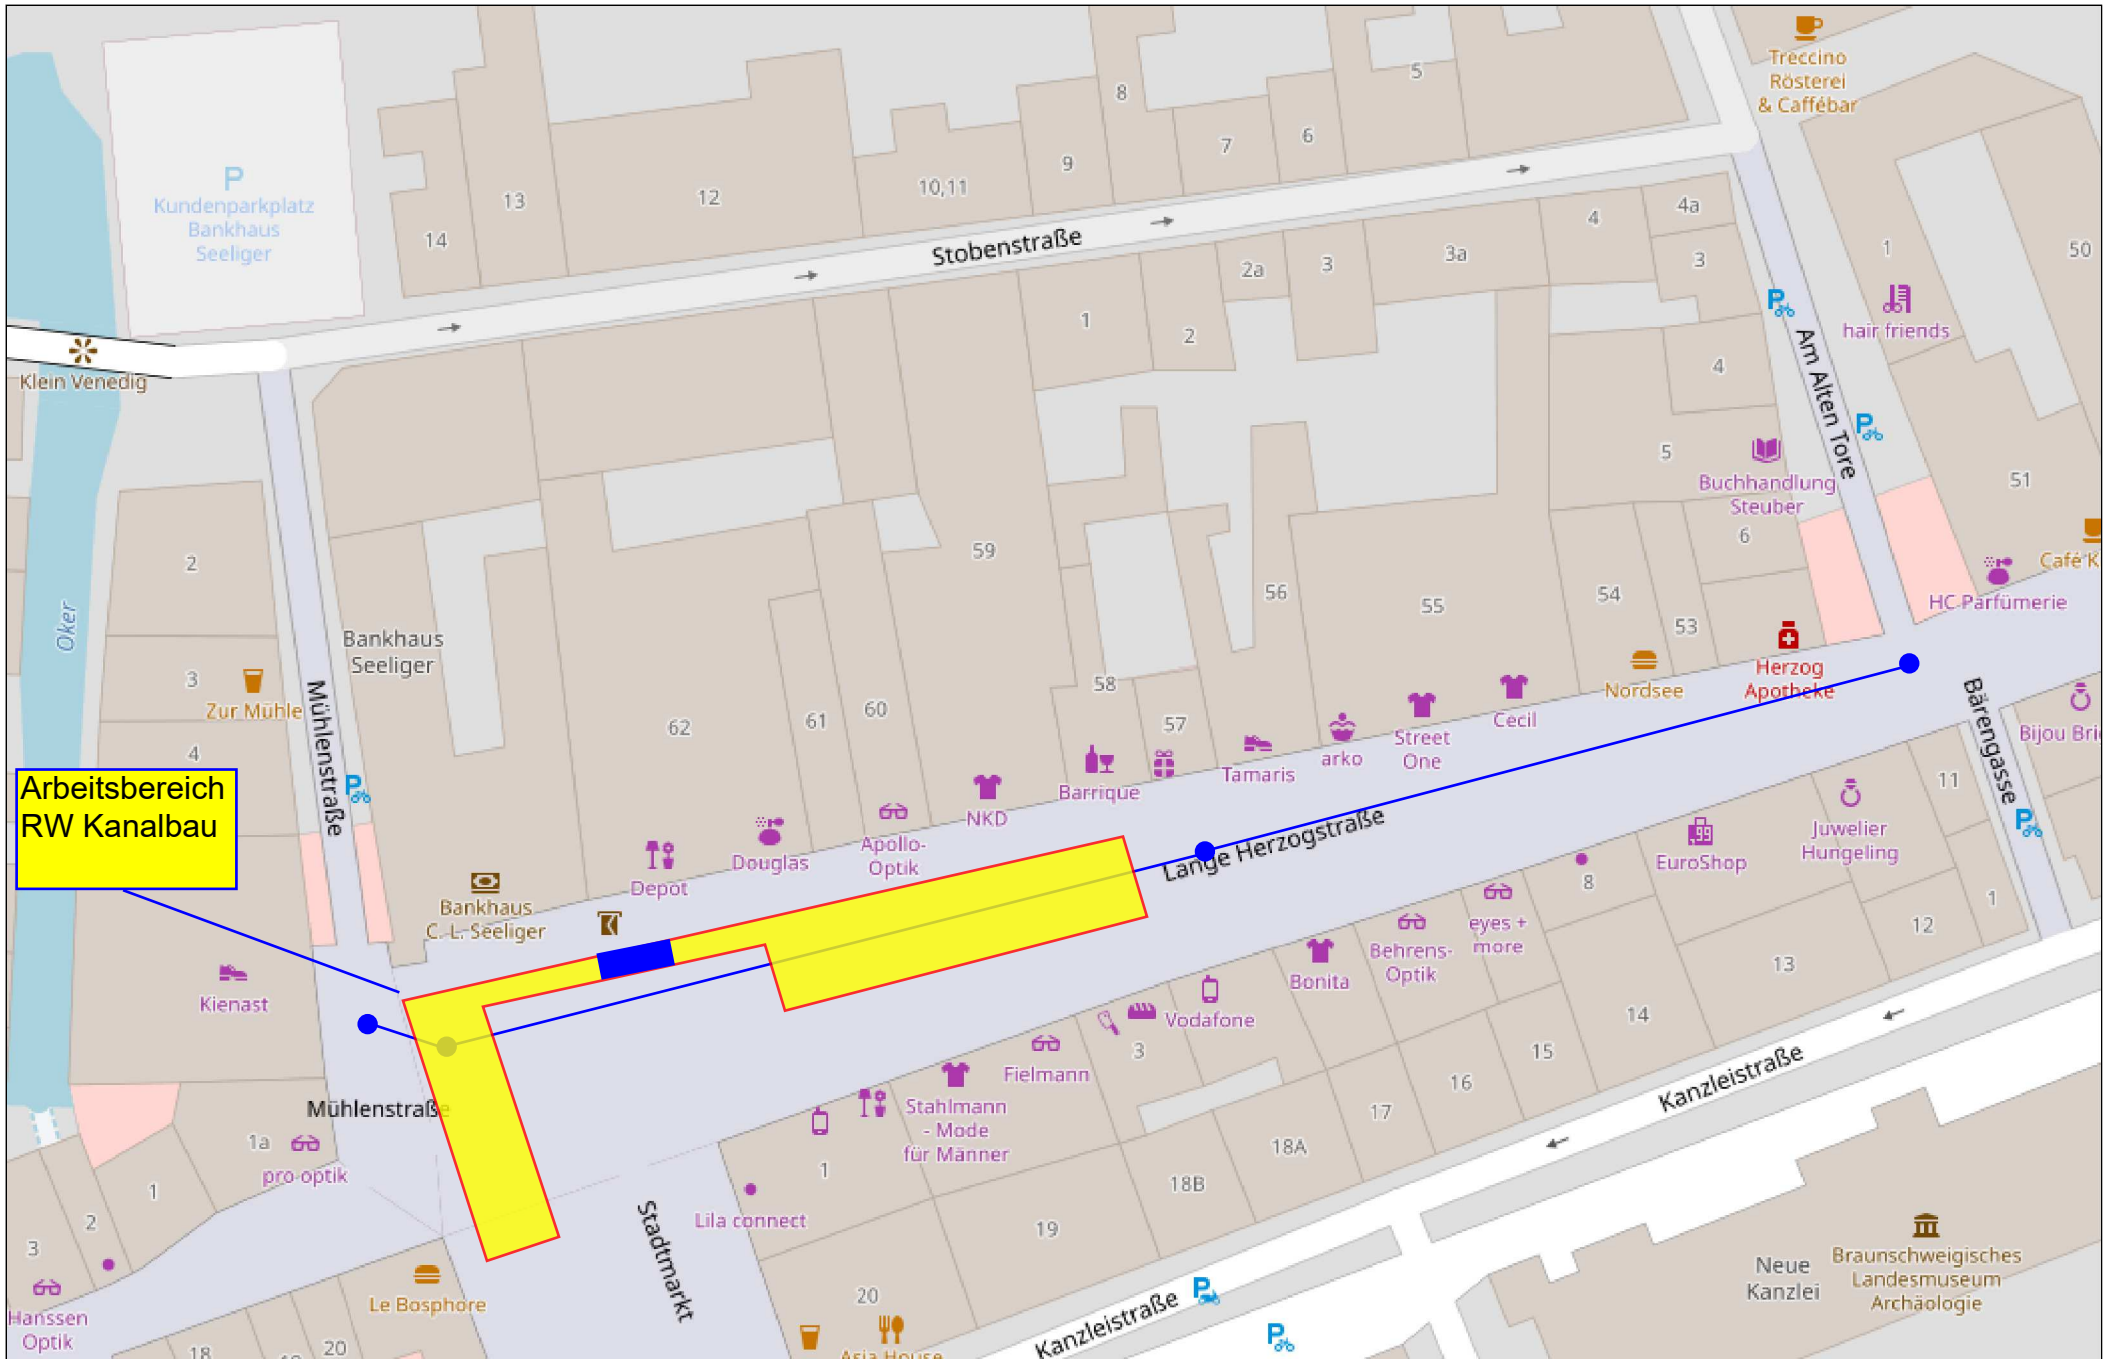 Treccino
Rösterei
& Caffébar
5
8
7
6
9
10,11
12
13
14
P
Kundenparkplatz
Bankhaus
Seeliger
Stobenstraße
4a
4
3
3a
3
2a
1
50
hair friends
1
2
Klein Venedig
Am Alten Tore
4
5
Buchhandlung
Steuber
51
6
Café K
HC Parfümerie
2
59
56
55
54
53
Oker
Bankhaus
Seeliger
Herzog
Apotheke
Nordsee
3
Zur Mühle
Mühlenstraße
62
61
60
58
57
Cecil
Street
One
arko
Tamaris
Barrique
NKD
Bärengasse
Bijou Bri
4
Arbeitsbereich
RW Kanalbau
Apollo-
Optik
Douglas
Depot
Lange Herzogstraße
11
Juwelier
Hungeling
EuroShop
8
1
12
Bankhaus
C. L. Seeliger
eyes +
more
Behrens-
Optik
Bonita
13
Kienast
Vodafone
14
3
15
Fielmann
16
Kanzleistraße
Mühlenstraße
Stahlmann
- Mode
für Männer
17
18A
1a
pro optik
1
18B
1
2
3
Lila connect
Stadtmarkt
19
Neue
Kanzlei
Braunschweigisches
Landesmuseum
Archäologie
Le Bosphore
20
Hanssen
Optik
Kanzleistraße
18
20
Asia House